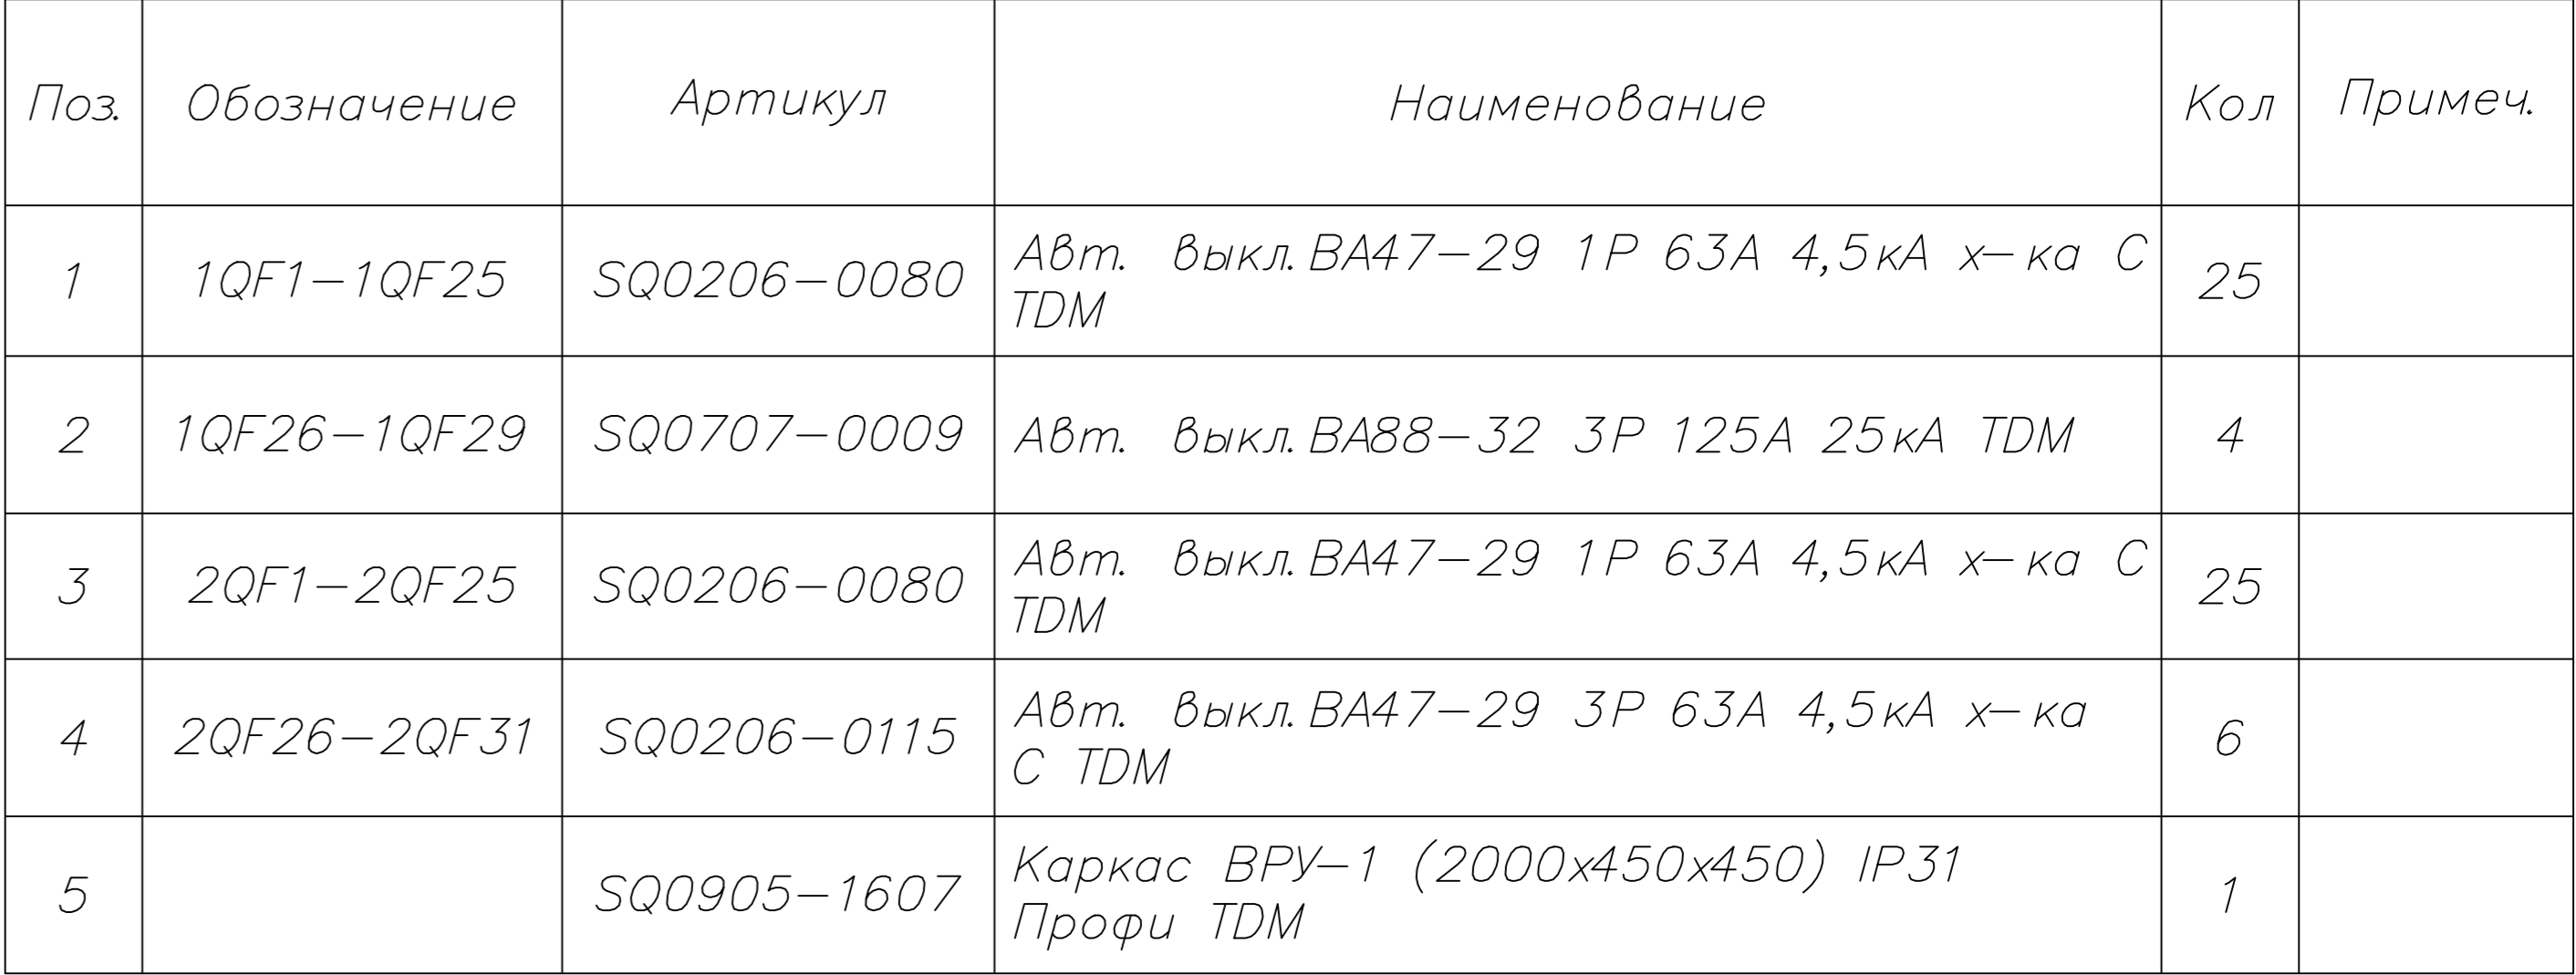 Поз. Обозначение Артикул Наименование Кол Примеч.
1 1QF1-1QF25 SQ0206-0080 Авт. выкл. ВА47-29 1Р 63А 4,5кА х-ка С
TDM 25
2 1QF26-1QF29 SQ0707-0009 Авт. выкл. ВА88-32 3Р 125А 25кА TDM 4
3 2QF1-2QF25 SQ0206-0080 Авт. выкл. ВА47-29 1Р 63А 4,5кА х-ка С
TDM 25
4 2QF26-2QF31 SQ0206-0115 Авт. выкл. ВА47-29 3Р 63А 4,5кА х-ка
С TDM 6
5 SQ0905-1607 Каркас ВРУ-1 (2000х450х450) IP31
Профи TDM 1